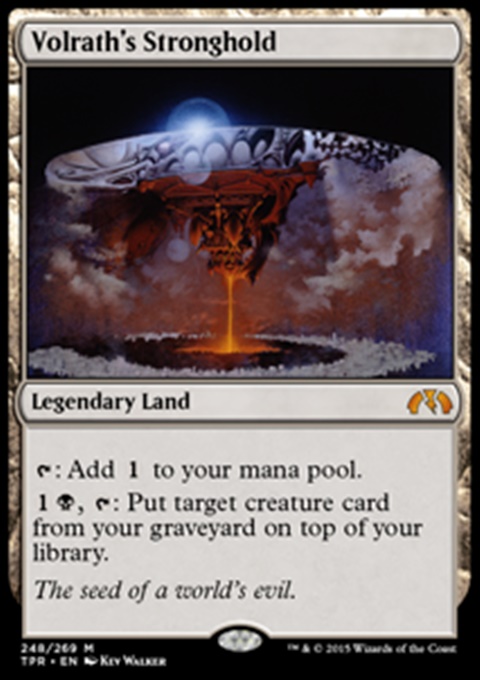 Volrath's Stronghold
Legendary Land
: Add 1 to your mana pool.
1 , : Put target creature card
from your graveyard on top of your
library.
The seed of a world's evil.
248/269 M
TPR • EN Kev Walker
™ & © 2015 Wizards of the Coast